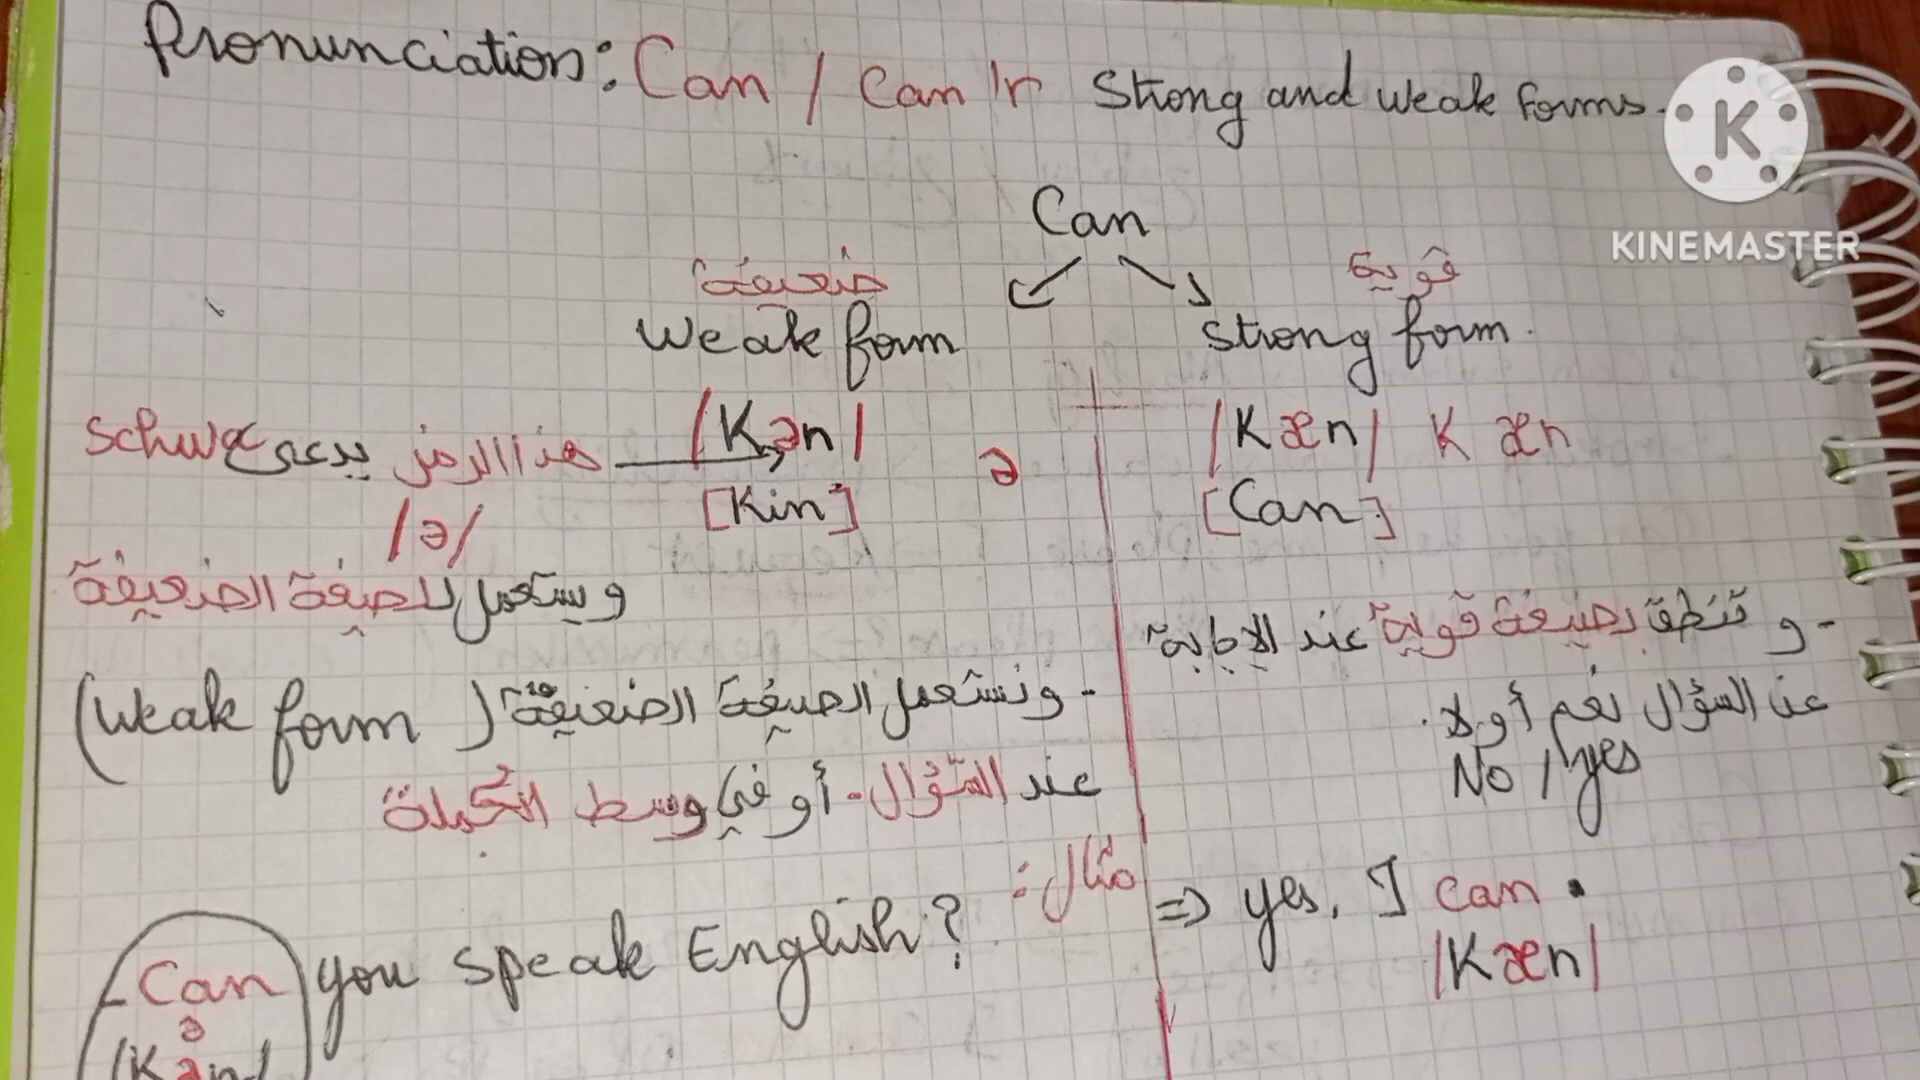 Pronunciation: Can / Can't Strong and weak forms.
K
KINEMASTER
Can
ضعيفة
weak form
/Kən/
[Kin]
ə
هذا الرمز يدعى schwa
/ə/
ويستعمل للصيغة الضعيفة
- ونستعمل الصيغة الضعيفة (weak form)
عند السؤال - أو في وسط الجملة
مثال:
- Can you speak English?
ə
/Kən/
قوية
strong form.
/Kæn/ Kæn
[Can]
- و تنطق بصيغة قوية عند الإجابة
عن السؤال نعم أو لا.
No / yes
=> yes, I can.
/Kæn/